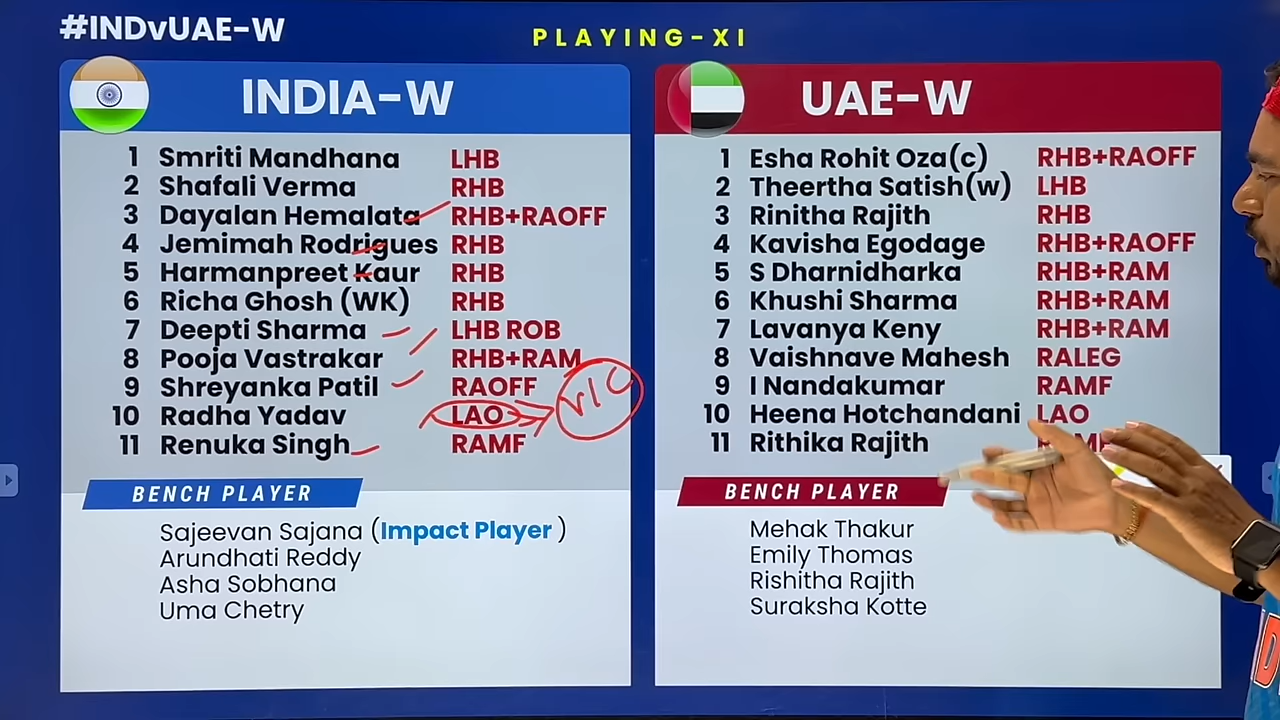 #INDvUAE-W
PLAYING-XI
INDIA-W
1 Smriti Mandhana LHB
2 Shafali Verma RHB
3 Dayalan Hemalata RHB+RAOFF
4 Jemimah Rodrigues RHB
5 Harmanpreet Kaur RHB
6 Richa Ghosh (WK) RHB
7 Deepti Sharma LHB ROB
8 Pooja Vastrakar RHB+RAM
9 Shreyanka Patil RAOFF
10 Radha Yadav LAO
11 Renuka Singh RAMF
V/C
BENCH PLAYER
Sajeevan Sajana (Impact Player )
Arundhati Reddy
Asha Sobhana
Uma Chetry
UAE-W
1 Esha Rohit Oza(c) RHB+RAOFF
2 Theertha Satish(w) LHB
3 Rinitha Rajith RHB
4 Kavisha Egodage RHB+RAOFF
5 S Dharnidharka RHB+RAM
6 Khushi Sharma RHB+RAM
7 Lavanya Keny RHB+RAM
8 Vaishnave Mahesh RALEG
9 I Nandakumar RAMF
10 Heena Hotchandani LAO
11 Rithika Rajith
BENCH PLAYER
Mehak Thakur
Emily Thomas
Rishitha Rajith
Suraksha Kotte